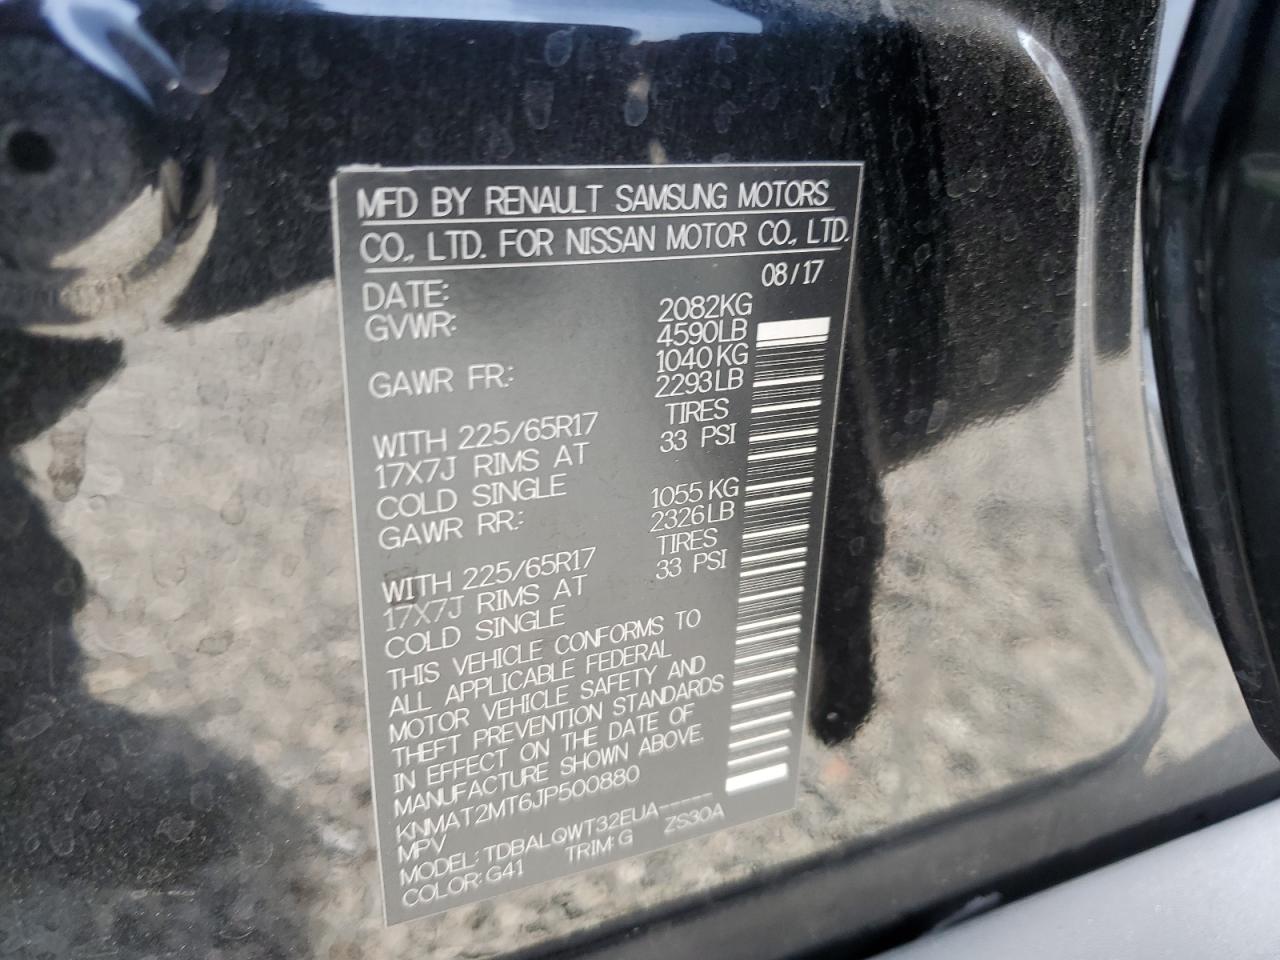 MFD BY RENAULT SAMSUNG MOTORS
CO., LTD. FOR NISSAN MOTOR CO., LTD.
DATE: 08/17
GVWR: 2082KG
4590LB
GAWR FR: 1040KG
2293LB
WITH 225/65R17 TIRES
17X7J RIMS AT 33 PSI
COLD SINGLE
GAWR RR: 1055KG
2326LB
WITH 225/65R17 TIRES
17X7J RIMS AT 33 PSI
COLD SINGLE
THIS VEHICLE CONFORMS TO
ALL APPLICABLE FEDERAL
MOTOR VEHICLE SAFETY AND
THEFT PREVENTION STANDARDS
IN EFFECT ON THE DATE OF
MANUFACTURE SHOWN ABOVE.
KNMAT2MT6JP500880
MPV
MODEL: TDBALQWT32EUA-----
COLOR: G41 TRIM: G ZS30A